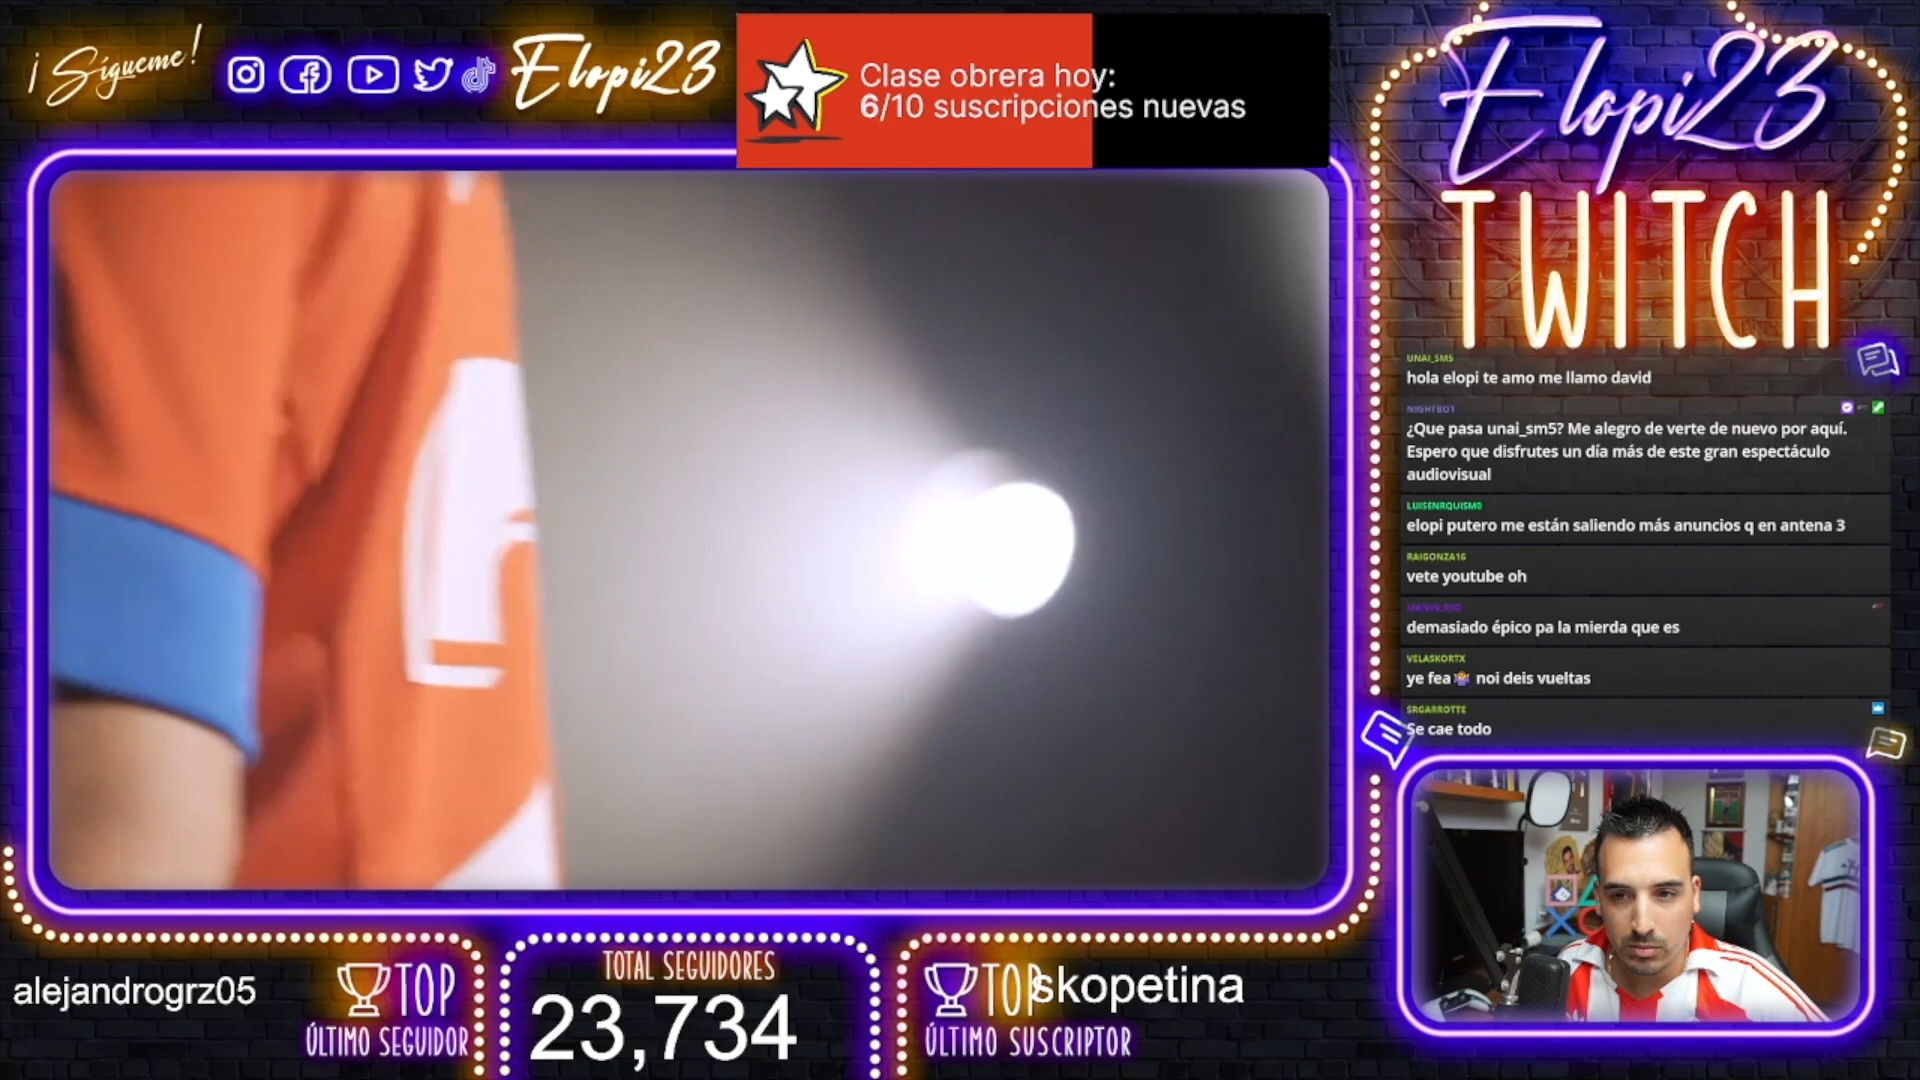 ¡Sígueme!
Elopi23
Clase obrera hoy:
6/10 suscripciones nuevas
Elopi23
TWITCH
UNAI_SM5
hola elopi te amo me llamo david
NIGHTBOT
¿Que pasa unai_sm5? Me alegro de verte de nuevo por aquí.
Espero que disfrutes un día más de este gran espectáculo
audiovisual
LUISENRQUISM0
elopi putero me están saliendo más anuncios q en antena 3
RAIGONZA16
vete youtube oh
demasiado épico pa la mierda que es
VELASKORTX
ye fea noi deis vueltas
SRGARROTTE
Se cae todo
alejandrogrz05
TOP
ÚLTIMO SEGUIDOR
TOTAL SEGUIDORES
23,734
TOP
skopetina
ÚLTIMO SUSCRIPTOR